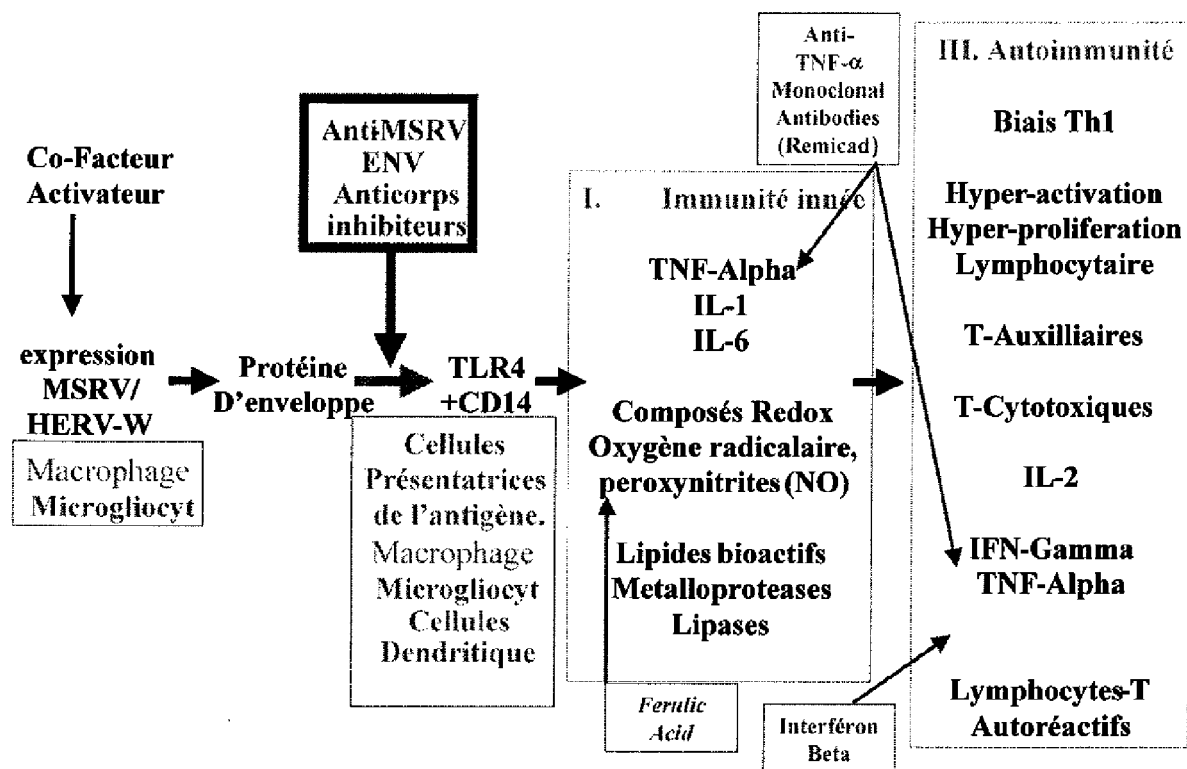 Co-Facteur
Activateur
expression
MSRV/
HERV-W
Macrophage
Microgliocyt
AntiMSRV
ENV
Anticorps
inhibiteurs
Protéine
D'enveloppe
TLR4
+CD14
Cellules
Présentatrices
de l'antigène.
Macrophage
Microgliocyt
Cellules
Dendritique
Anti-
TNF-α
Monoclonal
Antibodies
(Remicad)
I. Immunité innée
TNF-Alpha
IL-1
IL-6
Composés Redox
Oxygène radicalaire,
peroxynitrites (NO)
Lipides bioactifs
Metalloproteases
Lipases
Ferulic
Acid
Interféron
Beta
III. Autoimmunité
Biais Th1
Hyper-activation
Hyper-proliferation
Lymphocytaire
T-Auxilliaires
T-Cytotoxiques
IL-2
IFN-Gamma
TNF-Alpha
Lymphocytes-T
Autoréactifs